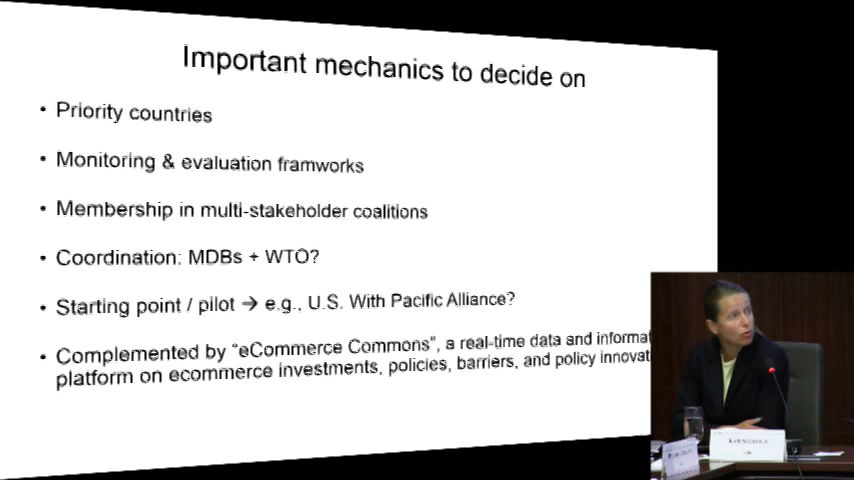 Important mechanics to decide on
• Priority countries
• Monitoring & evaluation framworks
• Membership in multi-stakeholder coalitions
• Coordination: MDBs + WTO?
• Starting point / pilot → e.g., U.S. With Pacific Alliance?
• Complemented by “eCommerce Commons”, a real-time data and informat
platform on ecommerce investments, policies, barriers, and policy innovat